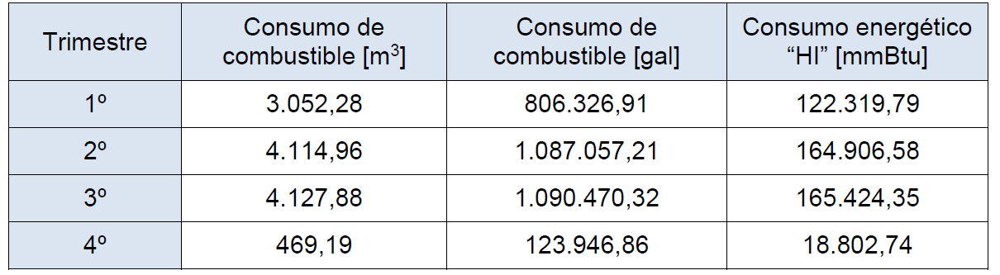 Trimestre | Consumo de combustible [m³] | Consumo de combustible [gal] | Consumo energético “HI” [mmBtu]
1º | 3.052,28 | 806.326,91 | 122.319,79
2º | 4.114,96 | 1.087.057,21 | 164.906,58
3º | 4.127,88 | 1.090.470,32 | 165.424,35
4º | 469,19 | 123.946,86 | 18.802,74